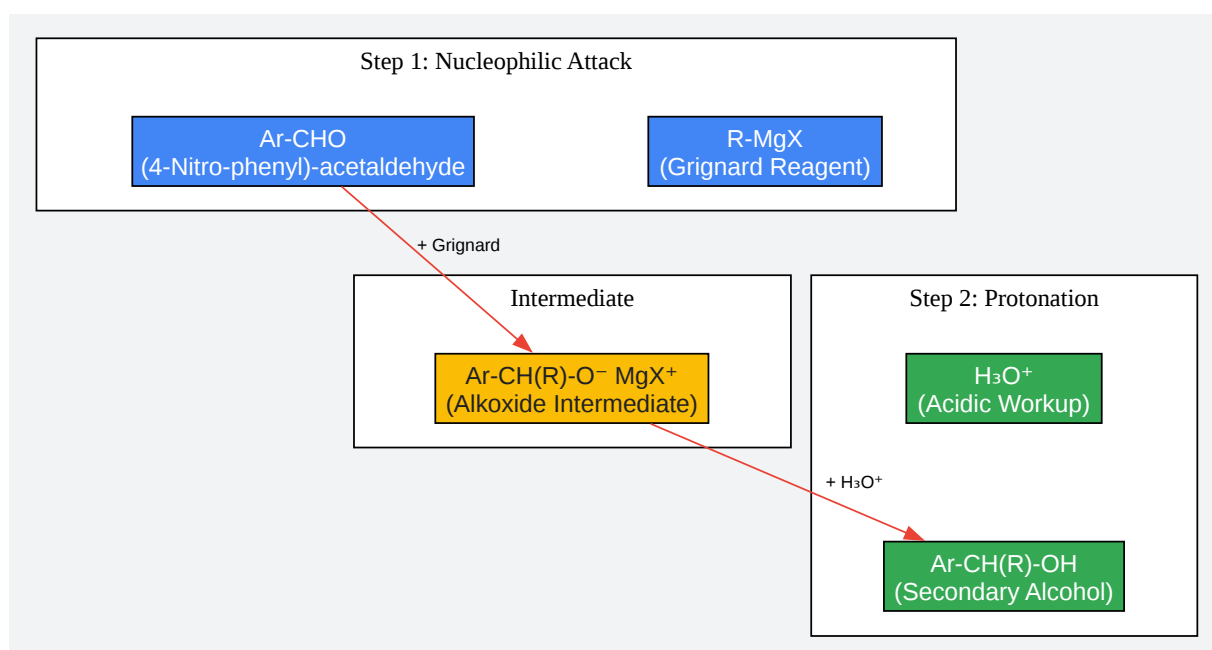 Step 1: Nucleophilic Attack
Ar-CHO
(4-Nitro-phenyl)-acetaldehyde
R-MgX
(Grignard Reagent)
+ Grignard
Intermediate
Ar-CH(R)-O⁻ MgX⁺
(Alkoxide Intermediate)
Step 2: Protonation
H₃O⁺
(Acidic Workup)
+ H₃O⁺
Ar-CH(R)-OH
(Secondary Alcohol)